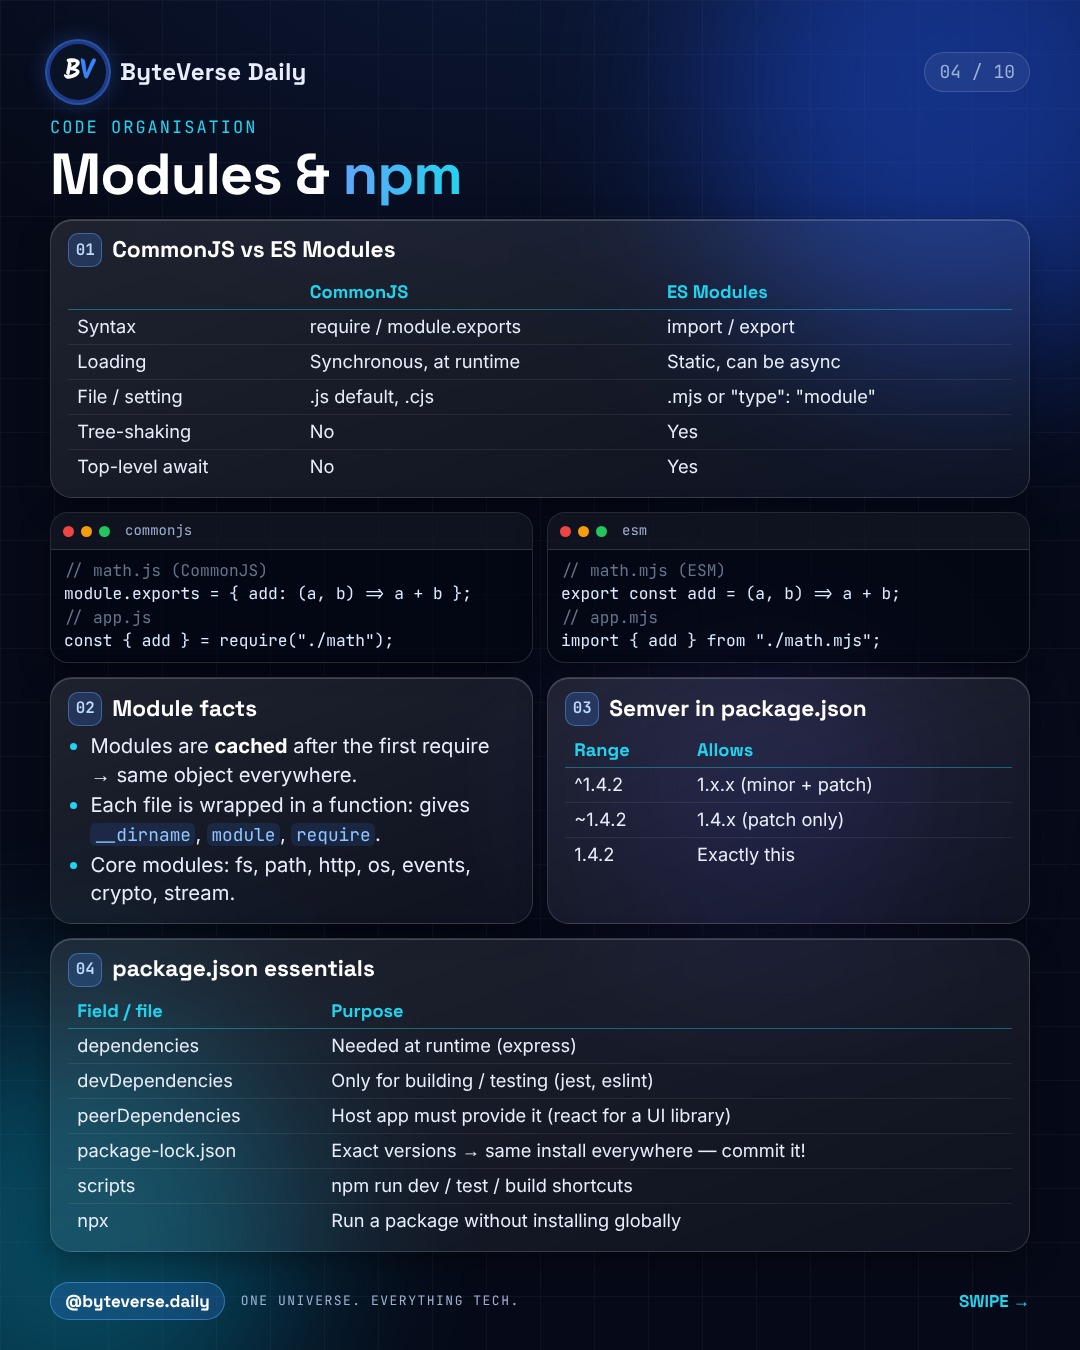 BV ByteVerse Daily
04 / 10
CODE ORGANISATION
Modules & npm
01 CommonJS vs ES Modules
CommonJS ES Modules
Syntax require / module.exports import / export
Loading Synchronous, at runtime Static, can be async
File / setting .js default, .cjs .mjs or "type": "module"
Tree-shaking No Yes
Top-level await No Yes
commonjs
// math.js (CommonJS)
module.exports = { add: (a, b) => a + b };
// app.js
const { add } = require("./math");
esm
// math.mjs (ESM)
export const add = (a, b) => a + b;
// app.mjs
import { add } from "./math.mjs";
02 Module facts
• Modules are cached after the first require
→ same object everywhere.
• Each file is wrapped in a function: gives
__dirname, module, require.
• Core modules: fs, path, http, os, events,
crypto, stream.
03 Semver in package.json
Range Allows
^1.4.2 1.x.x (minor + patch)
~1.4.2 1.4.x (patch only)
1.4.2 Exactly this
04 package.json essentials
Field / file Purpose
dependencies Needed at runtime (express)
devDependencies Only for building / testing (jest, eslint)
peerDependencies Host app must provide it (react for a UI library)
package-lock.json Exact versions → same install everywhere — commit it!
scripts npm run dev / test / build shortcuts
npx Run a package without installing globally
@byteverse.daily ONE UNIVERSE. EVERYTHING TECH.
SWIPE →